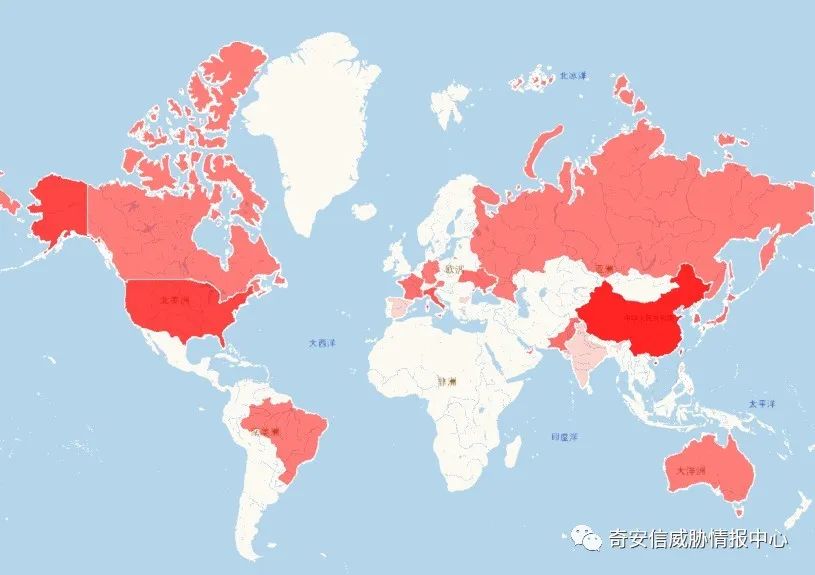 北冰洋
欧洲
亚洲
北美洲
中华人民共和国
大西洋
太平洋
非洲
南美洲
印度洋
大洋洲
奇安信威胁情报中心